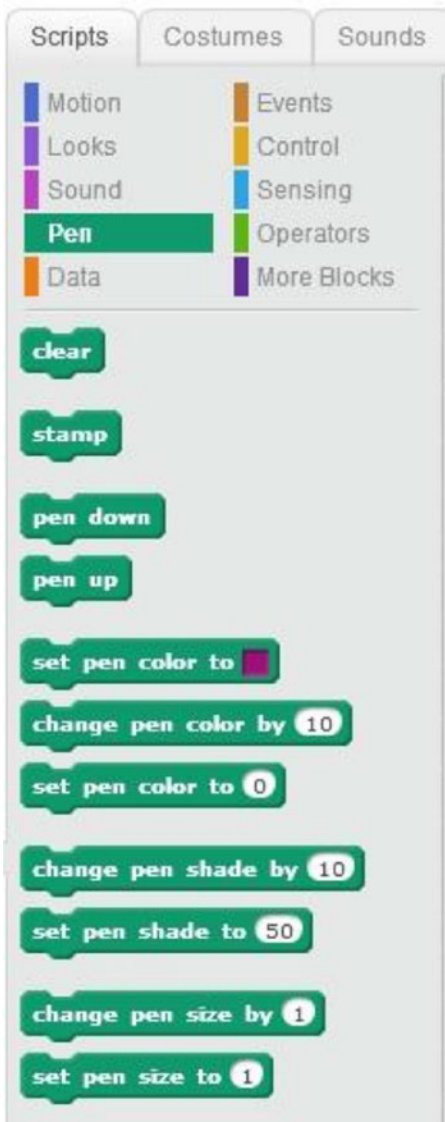 Scripts Costumes Sounds
Motion Events
Looks Control
Sound Sensing
Pen Operators
Data More Blocks
clear
stamp
pen down
pen up
set pen color to
change pen color by 10
set pen color to 0
change pen shade by 10
set pen shade to 50
change pen size by 1
set pen size to 1